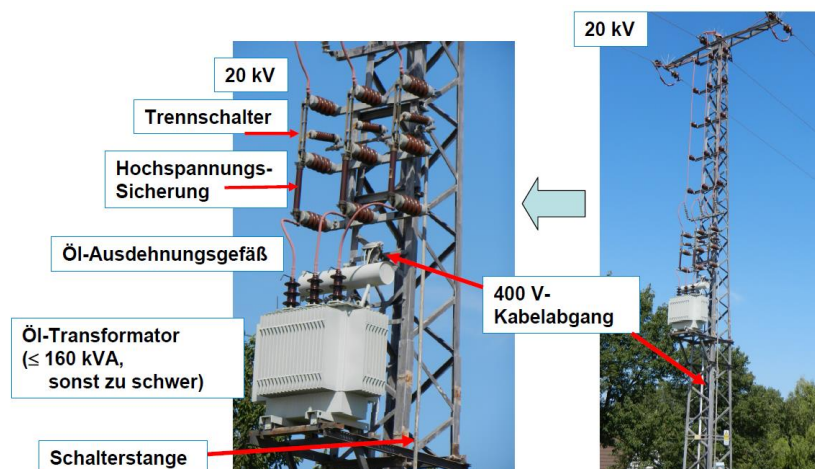 20 kV
20 kV
Trennschalter
Hochspannungs-
Sicherung
Öl-Ausdehnungsgefäß
400 V-
Kabelabgang
Öl-Transformator
(≤ 160 kVA,
sonst zu schwer)
Schalterstange